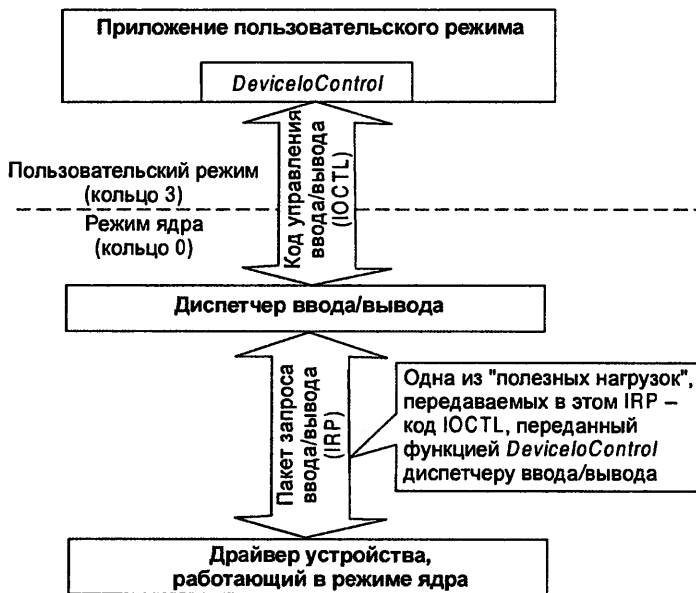 Приложение пользовательского режима
DeviceIoControl
Код управления
ввода/вывода
(IOCTL)
Пользовательский режим
(кольцо 3)
Режим ядра
(кольцо 0)
Диспетчер ввода/вывода
Пакет запроса
ввода/вывода
(IRP)
Одна из "полезных нагрузок",
передаваемых в этом IRP –
код IOCTL, переданный
функцией DeviceIoControl
диспетчеру ввода/вывода
Драйвер устройства,
работающий в режиме ядра